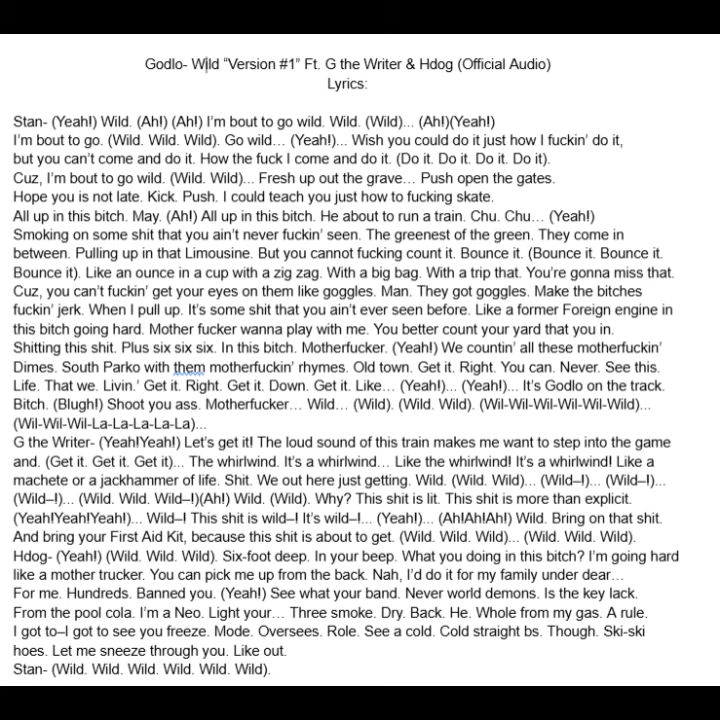 Godlo- Wild “Version #1” Ft. G the Writer & Hdog (Official Audio)
Lyrics:
Stan- (Yeah!) Wild. (Ah!) (Ah!) I’m bout to go wild. Wild. (Wild)… (Ah!)(Yeah!)
I’m bout to go. (Wild. Wild. Wild). Go wild… (Yeah!)… Wish you could do it just how I fuckin’ do it,
but you can’t come and do it. How the fuck I come and do it. (Do it. Do it. Do it. Do it).
Cuz, I’m bout to go wild. (Wild. Wild)… Fresh up out the grave… Push open the gates.
Hope you is not late. Kick. Push. I could teach you just how to fucking skate.
All up in this bitch. May. (Ah!) All up in this bitch. He about to run a train. Chu. Chu… (Yeah!)
Smoking on some shit that you ain’t never fuckin’ seen. The greenest of the green. They come in
between. Pulling up in that Limousine. But you cannot fucking count it. Bounce it. (Bounce it. Bounce it.
Bounce it). Like an ounce in a cup with a zig zag. With a big bag. With a trip that. You’re gonna miss that.
Cuz, you can’t fuckin’ get your eyes on them like goggles. Man. They got goggles. Make the bitches
fuckin’ jerk. When I pull up. It’s some shit that you ain’t ever seen before. Like a former Foreign engine in
this bitch going hard. Mother fucker wanna play with me. You better count your yard that you in.
Shitting this shit. Plus six six six. In this bitch. Motherfucker. (Yeah!) We countin’ all these motherfuckin’
Dimes. South Parko with them motherfuckin’ rhymes. Old town. Get it. Right. You can. Never. See this.
Life. That we. Livin.’ Get it. Right. Get it. Down. Get it. Like… (Yeah!)… (Yeah!)… It’s Godlo on the track.
Bitch. (Blugh!) Shoot you ass. Motherfucker… Wild… (Wild). (Wild. Wild). (Wil-Wil-Wil-Wil-Wil-Wild)…
(Wil-Wil-Wil-La-La-La-La-La)…
G the Writer- (Yeah!Yeah!) Let’s get it! The loud sound of this train makes me want to step into the game
and. (Get it. Get it. Get it)… The whirlwind. It’s a whirlwind… Like the whirlwind! It’s a whirlwind! Like a
machete or a jackhammer of life. Shit. We out here just getting. Wild. (Wild. Wild)… (Wild–!)… (Wild–!)…
(Wild–!)… (Wild. Wild. Wild–!)(Ah!) Wild. (Wild). Why? This shit is lit. This shit is more than explicit.
(Yeah!Yeah!Yeah!)… Wild–! This shit is wild–! It’s wild–!… (Yeah!)… (Ah!Ah!Ah!) Wild. Bring on that shit.
And bring your First Aid Kit, because this shit is about to get. (Wild. Wild. Wild)… (Wild. Wild. Wild).
Hdog- (Yeah!) (Wild. Wild. Wild). Six-foot deep. In your beep. What you doing in this bitch? I’m going hard
like a mother trucker. You can pick me up from the back. Nah, I’d do it for my family under dear…
For me. Hundreds. Banned you. (Yeah!) See what your band. Never world demons. Is the key lack.
From the pool cola. I’m a Neo. Light your… Three smoke. Dry. Back. He. Whole from my gas. A rule.
I got to–I got to see you freeze. Mode. Oversees. Role. See a cold. Cold straight bs. Though. Ski-ski
hoes. Let me sneeze through you. Like out.
Stan- (Wild. Wild. Wild. Wild. Wild. Wild).